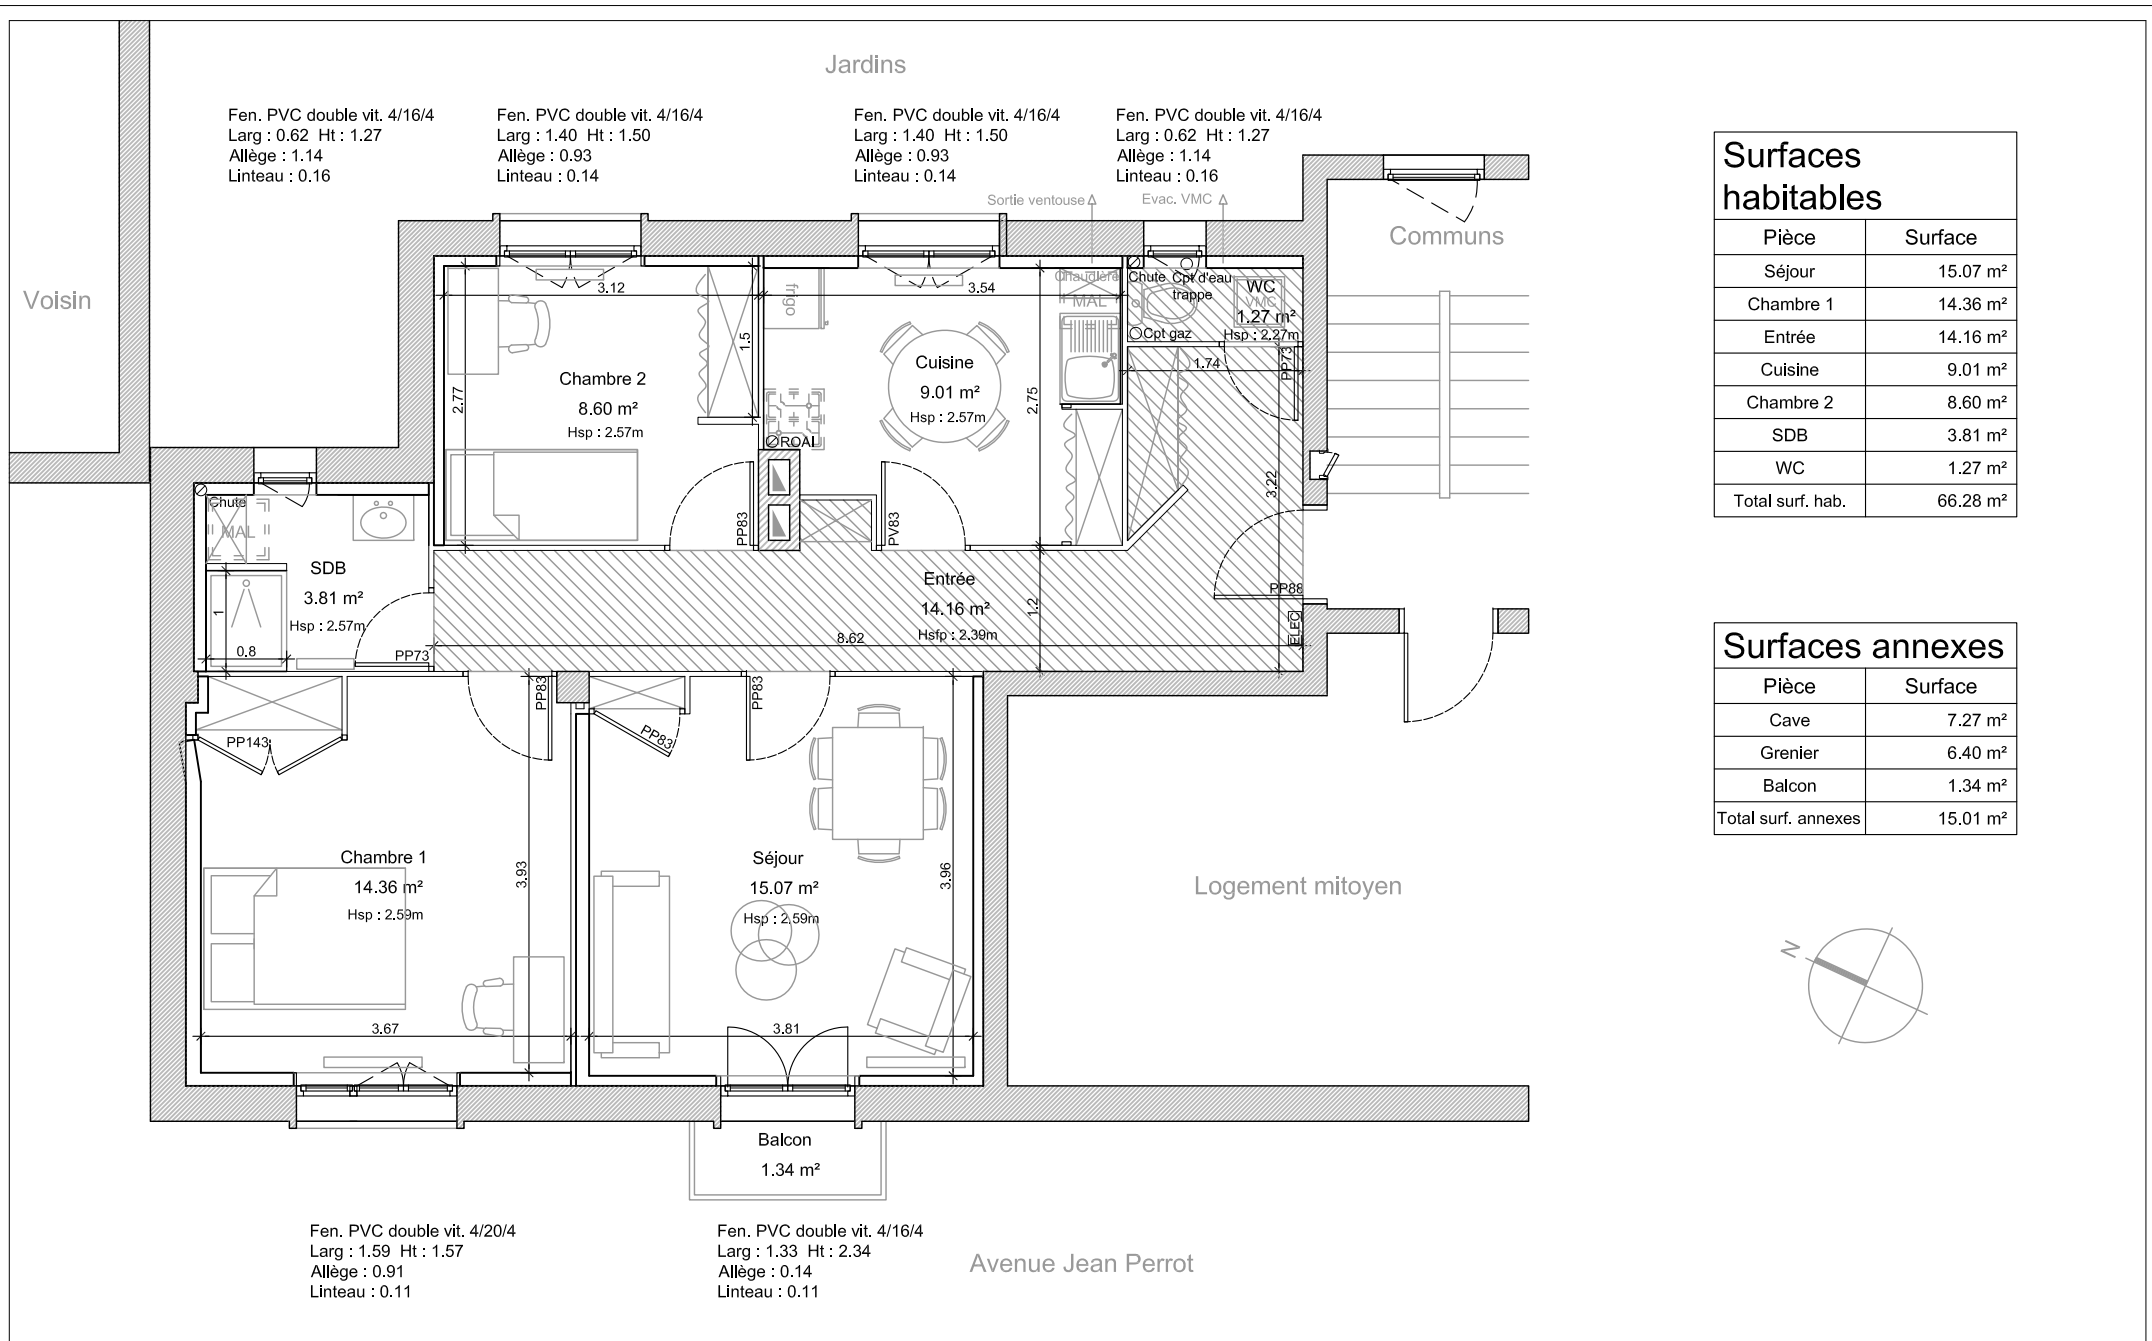 Jardins
Voisin
Fen. PVC double vit. 4/16/4
Larg : 0.62 Ht : 1.27
Allège : 1.14
Linteau : 0.16
Fen. PVC double vit. 4/16/4
Larg : 1.40 Ht : 1.50
Allège : 0.93
Linteau : 0.14
Fen. PVC double vit. 4/16/4
Larg : 1.40 Ht : 1.50
Allège : 0.93
Linteau : 0.14
Fen. PVC double vit. 4/16/4
Larg : 0.62 Ht : 1.27
Allège : 1.14
Linteau : 0.16
Sortie ventouse
Evac. VMC
Communs
3.12
1.5
2.77
Chambre 2
8.60 m²
Hsp : 2.57m
PP83
frigo
3.54
Cuisine
9.01 m²
Hsp : 2.57m
2.75
ROAI
PV83
Chaudière
MAL
Chute
Cpt d'eau
trappe
WC
VMC
1.27 m²
Hsp : 2.27m
Cpt gaz
1.74
PP73
3.22
Chute
MAL
SDB
3.81 m²
Hsp : 2.57m
1
0.8
PP73
Entrée
14.16 m²
Hsfp : 2.39m
1.2
8.62
PP88
ELEC
PP143
PP83
Chambre 1
14.36 m²
Hsp : 2.59m
3.93
3.67
PP83
PP83
Séjour
15.07 m²
Hsp : 2.59m
3.96
3.81
Logement mitoyen
Balcon
1.34 m²
Fen. PVC double vit. 4/20/4
Larg : 1.59 Ht : 1.57
Allège : 0.91
Linteau : 0.11
Fen. PVC double vit. 4/16/4
Larg : 1.33 Ht : 2.34
Allège : 0.14
Linteau : 0.11
Avenue Jean Perrot
Surfaces
habitables
Pièce Surface
Séjour 15.07 m²
Chambre 1 14.36 m²
Entrée 14.16 m²
Cuisine 9.01 m²
Chambre 2 8.60 m²
SDB 3.81 m²
WC 1.27 m²
Total surf. hab. 66.28 m²
Surfaces annexes
Pièce Surface
Cave 7.27 m²
Grenier 6.40 m²
Balcon 1.34 m²
Total surf. annexes 15.01 m²
N